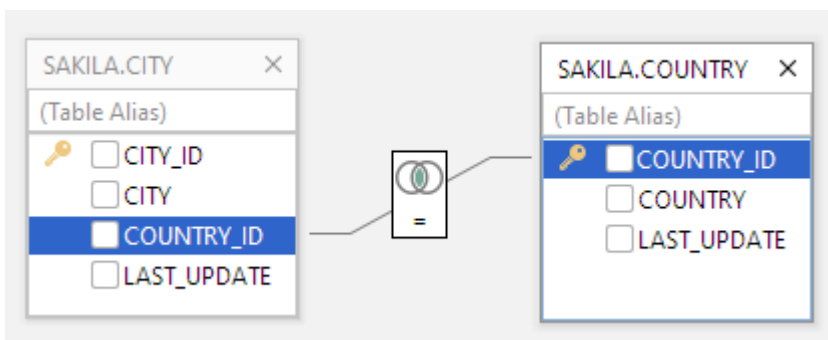 SAKILA.CITY ×
(Table Alias)
CITY_ID
CITY
COUNTRY_ID
LAST_UPDATE
=
SAKILA.COUNTRY ×
(Table Alias)
COUNTRY_ID
COUNTRY
LAST_UPDATE